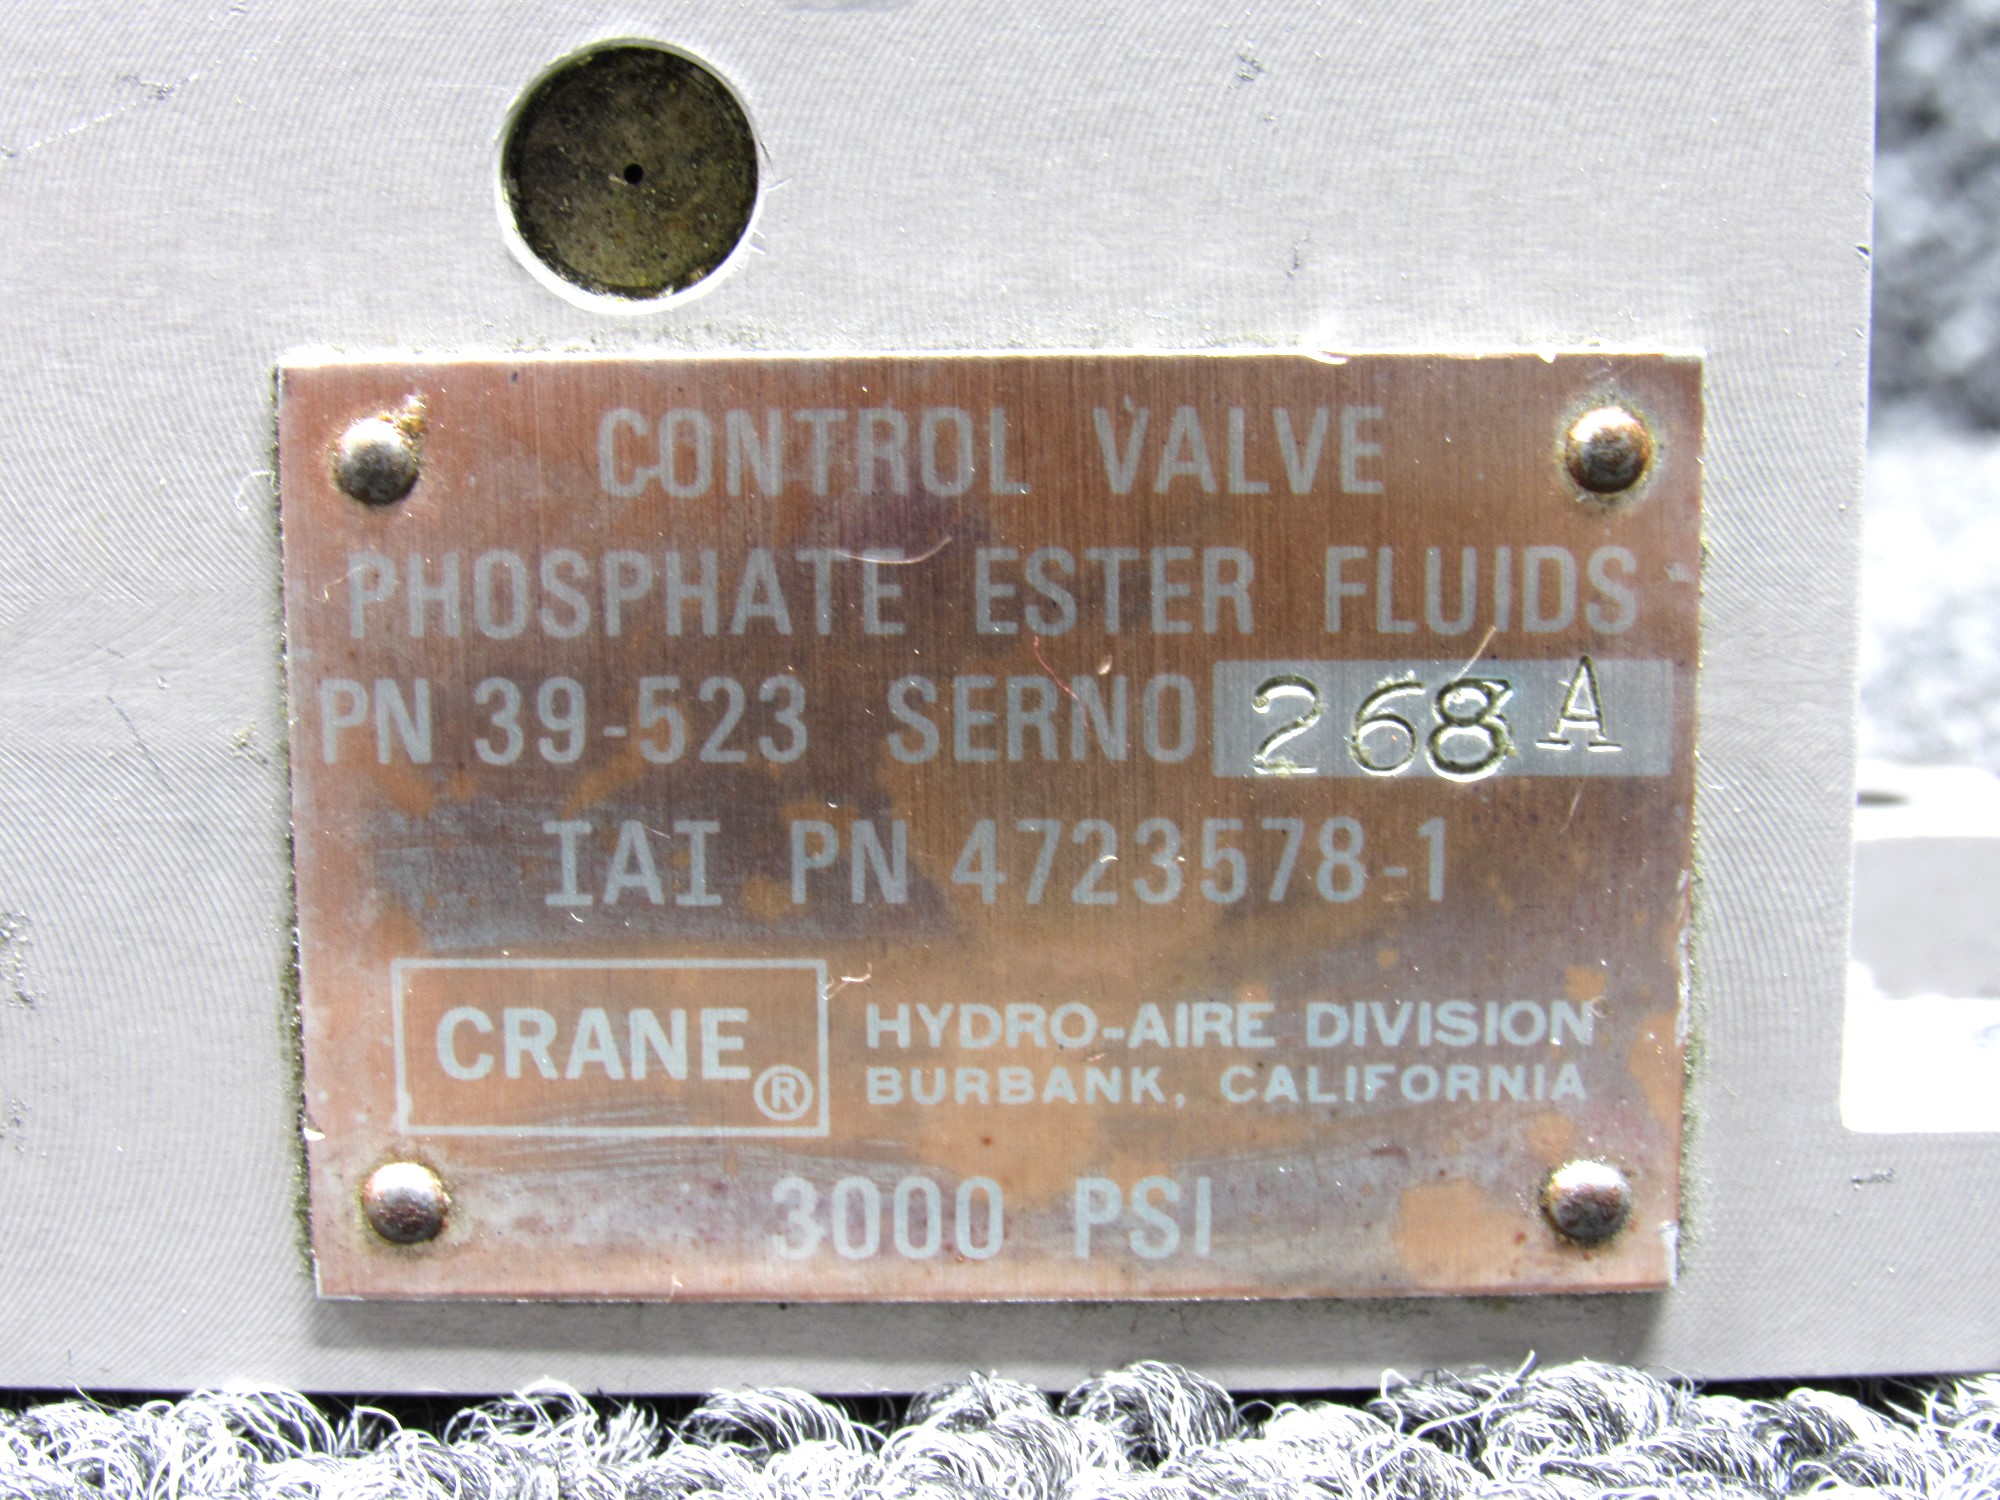 CONTROL VALVE
PHOSPHATE ESTER FLUIDS
PN 39-523 SERNO 268 A
IAI PN 4723578-1
CRANE® HYDRO-AIRE DIVISION
BURBANK, CALIFORNIA
3000 PSI